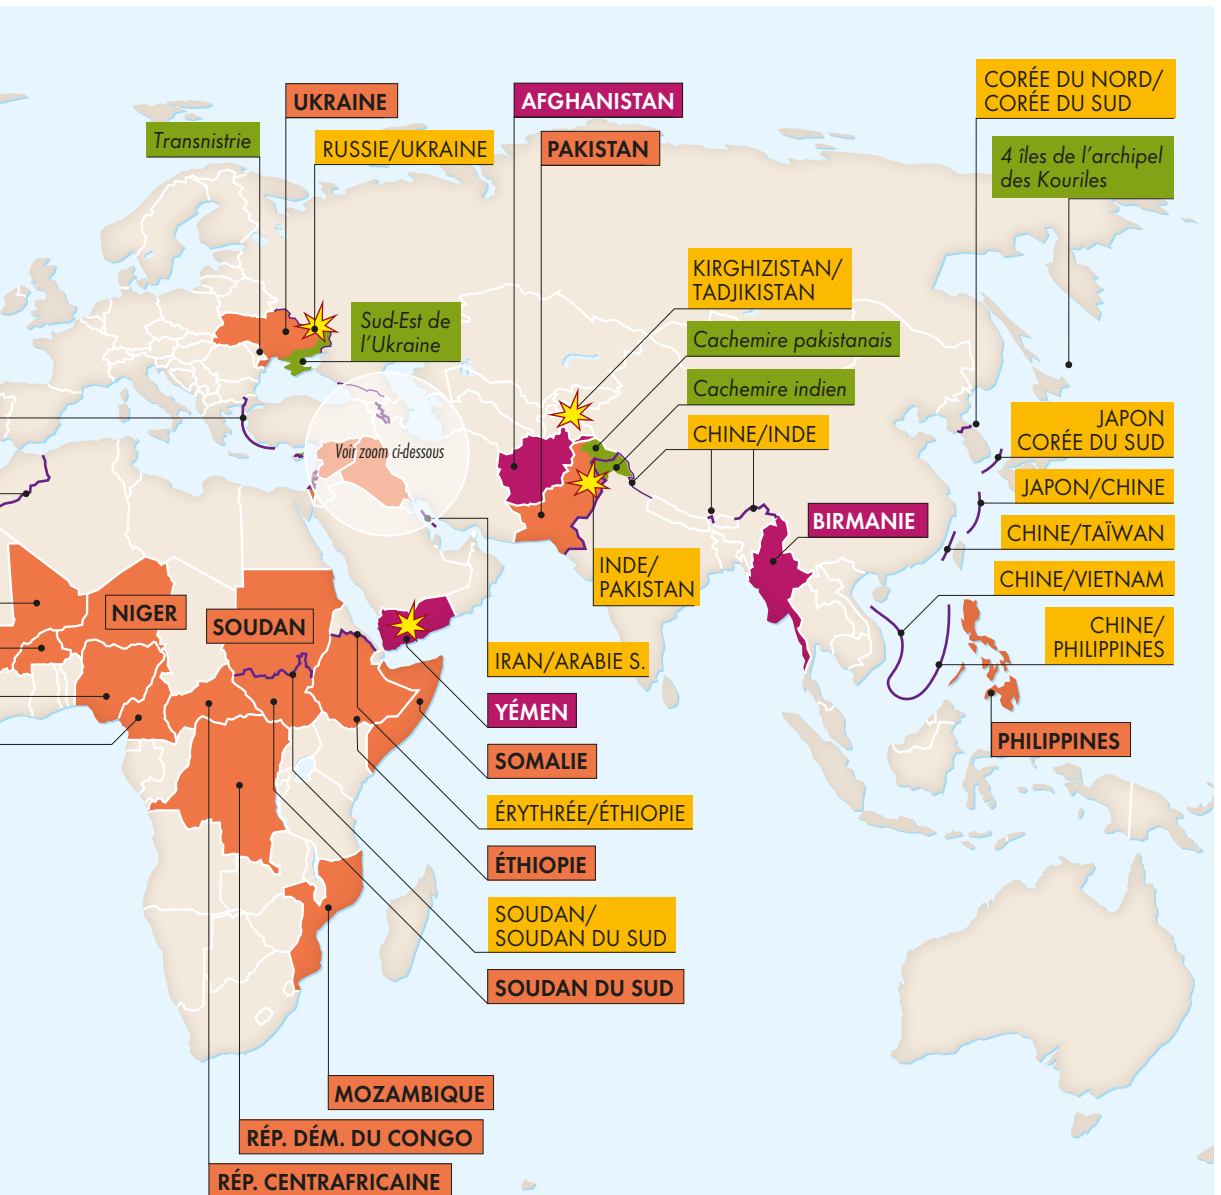 UKRAINE
AFGHANISTAN
CORÉE DU NORD/
CORÉE DU SUD
Transnistrie
RUSSIE/UKRAINE
PAKISTAN
4 îles de l'archipel
des Kouriles
KIRGHIZISTAN/
TADJIKISTAN
Sud-Est de
l'Ukraine
Cachemire pakistanais
Cachemire indien
CHINE/INDE
JAPON
CORÉE DU SUD
Voir zoom ci-dessous
JAPON/CHINE
BIRMANIE
CHINE/TAÏWAN
INDE/
PAKISTAN
CHINE/VIETNAM
NIGER
SOUDAN
CHINE/
PHILIPPINES
IRAN/ARABIE S.
YÉMEN
PHILIPPINES
SOMALIE
ÉRYTHRÉE/ÉTHIOPIE
ÉTHIOPIE
SOUDAN/
SOUDAN DU SUD
SOUDAN DU SUD
MOZAMBIQUE
RÉP. DÉM. DU CONGO
RÉP. CENTRAFRICAINE